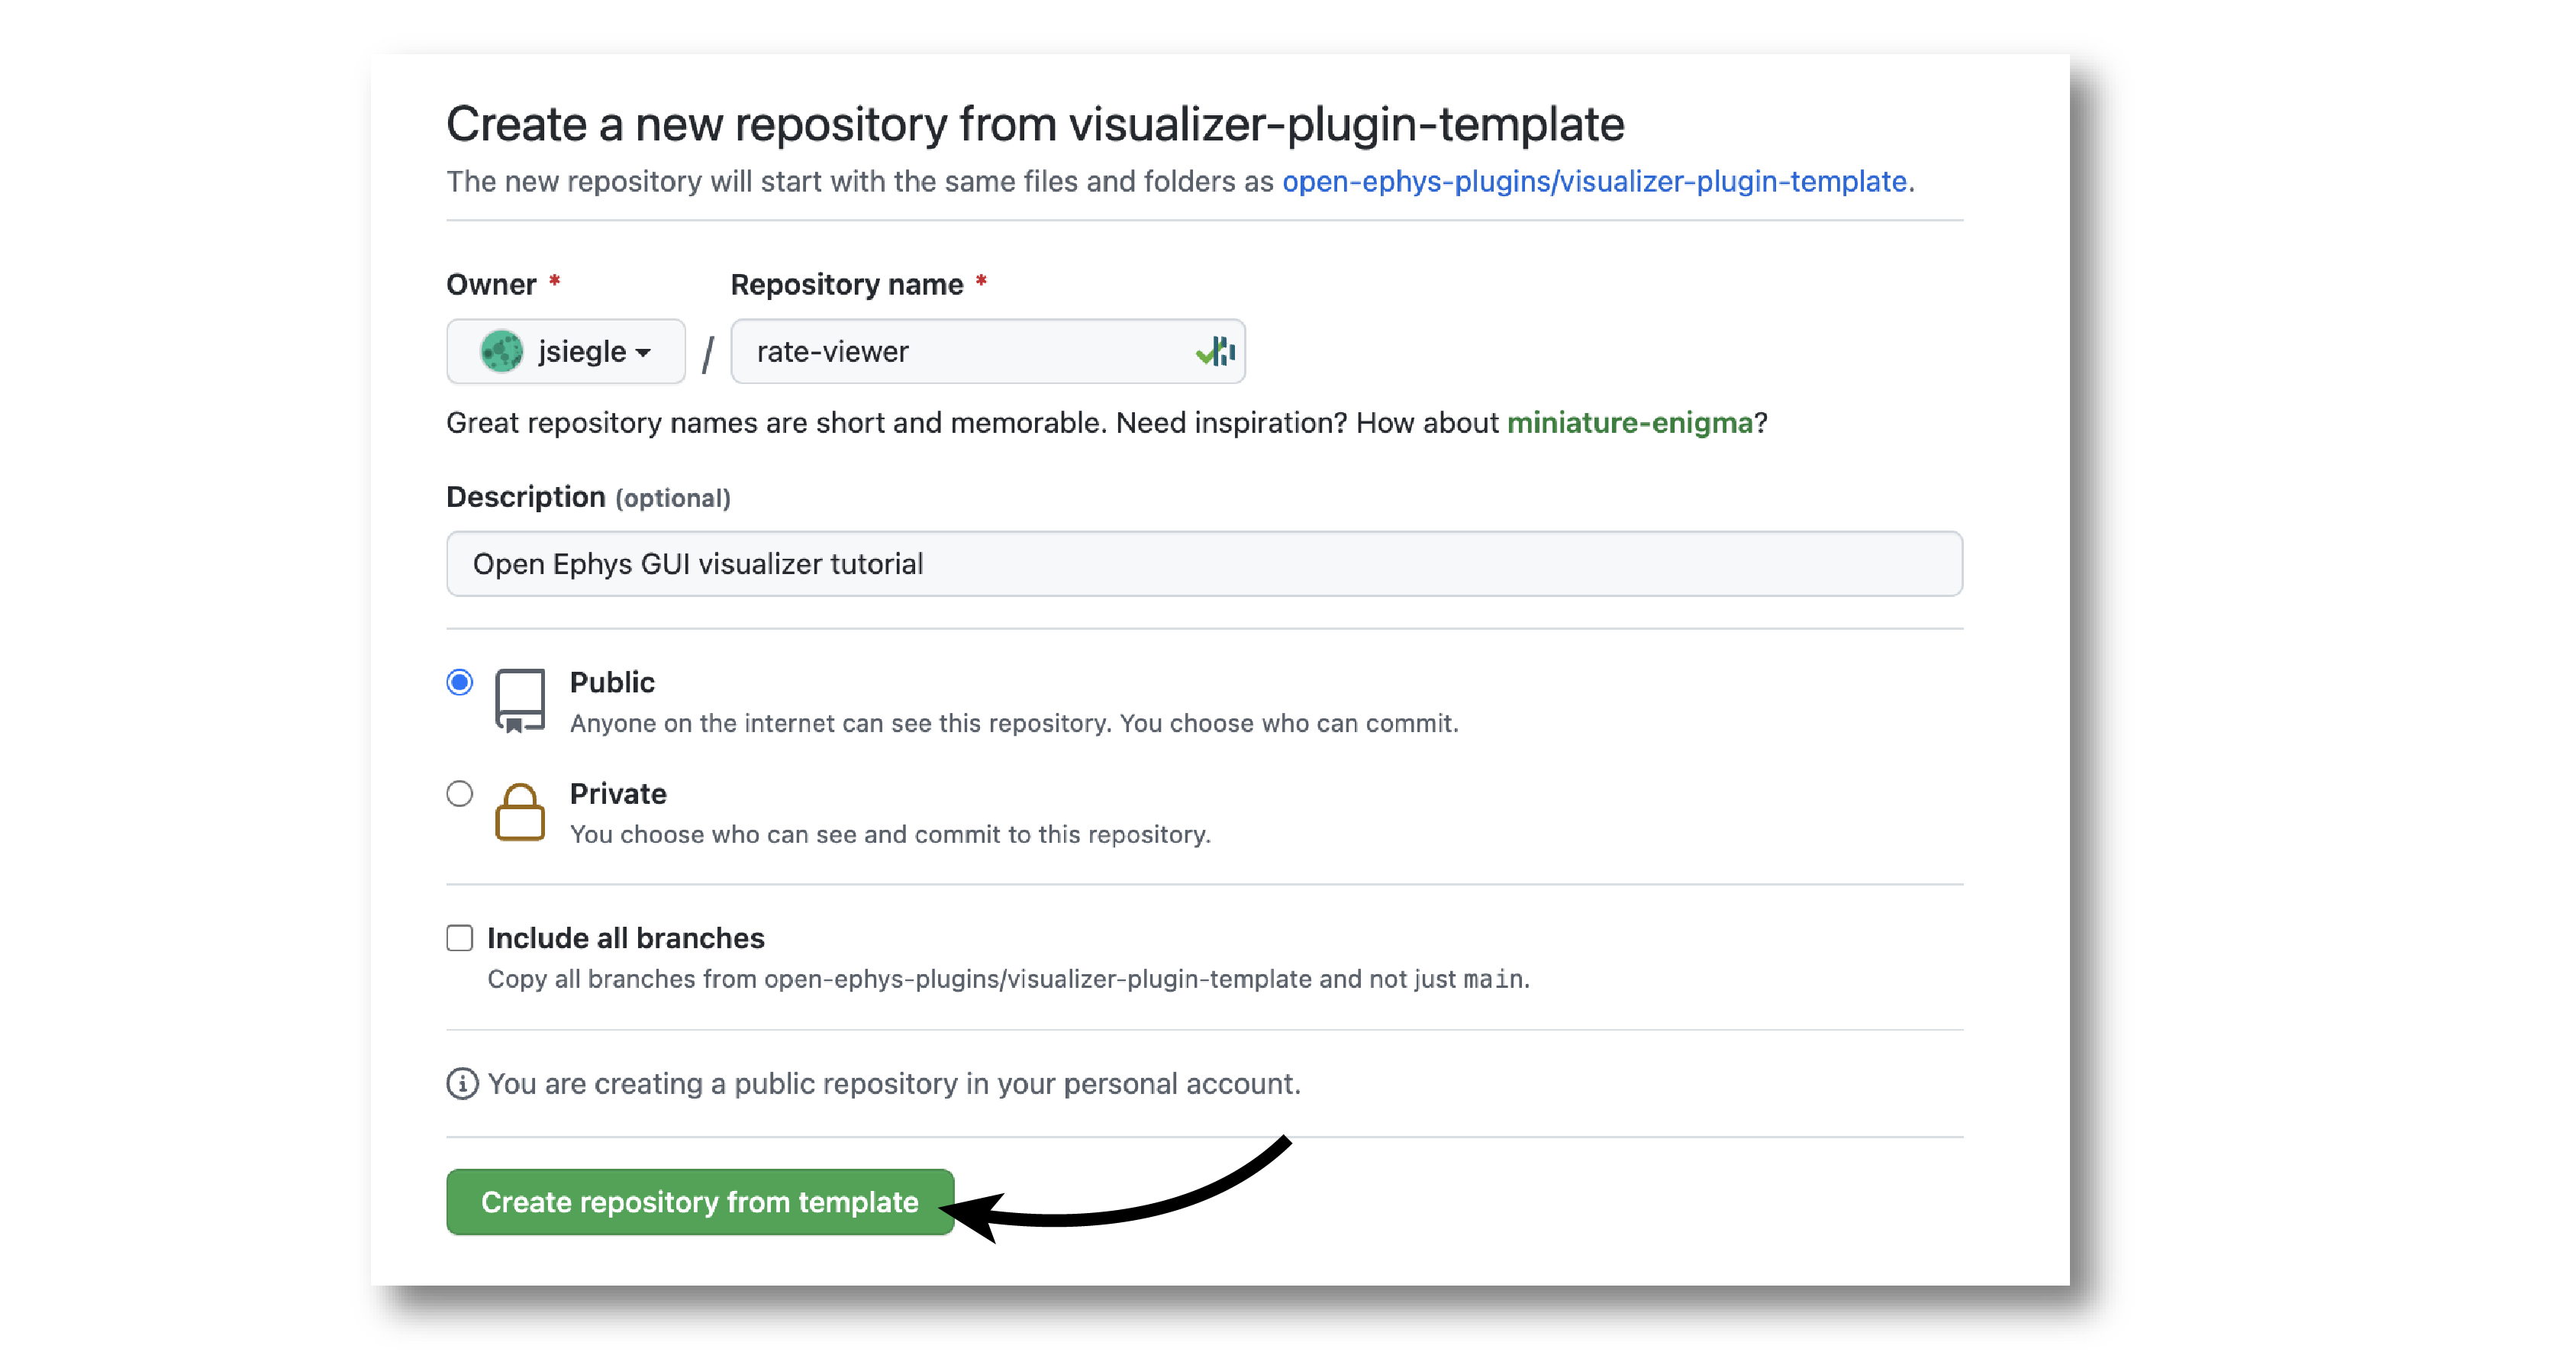 Create a new repository from visualizer-plugin-template
The new repository will start with the same files and folders as open-ephys-plugins/visualizer-plugin-template.
Owner * Repository name *
jsiegle / rate-viewer
Great repository names are short and memorable. Need inspiration? How about miniature-enigma?
Description (optional)
Open Ephys GUI visualizer tutorial
Public
Anyone on the internet can see this repository. You choose who can commit.
Private
You choose who can see and commit to this repository.
Include all branches
Copy all branches from open-ephys-plugins/visualizer-plugin-template and not just main.
You are creating a public repository in your personal account.
Create repository from template